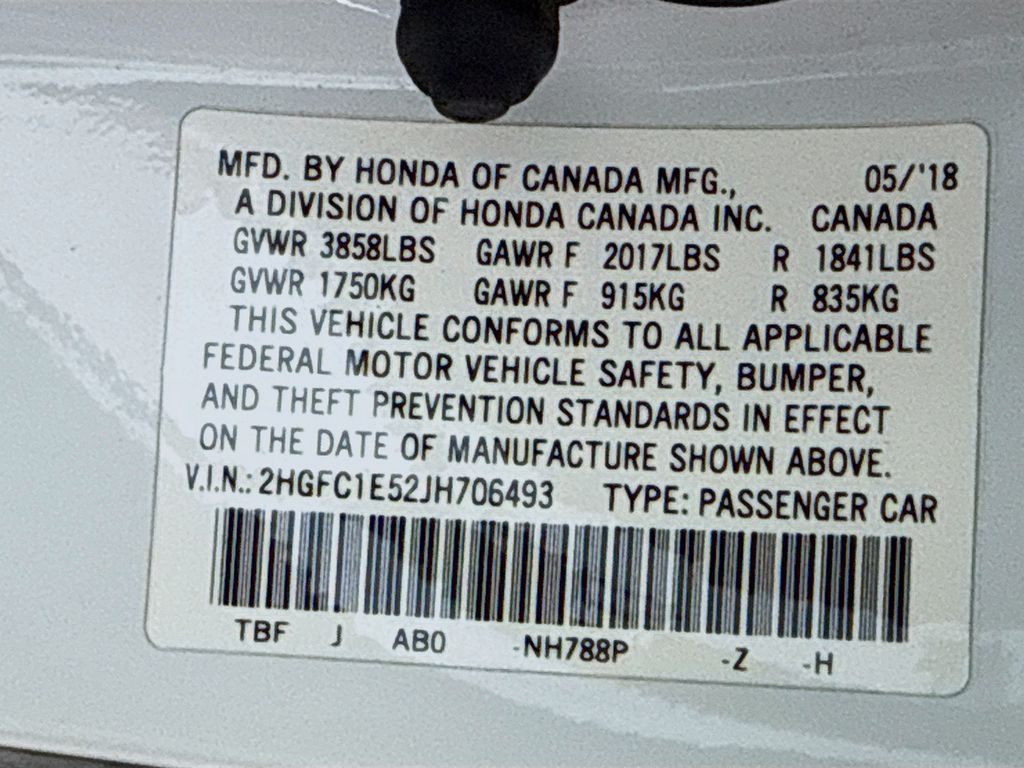 MFD. BY HONDA OF CANADA MFG., 05/'18
A DIVISION OF HONDA CANADA INC. CANADA
GVWR 3858LBS GAWR F 2017LBS R 1841LBS
GVWR 1750KG GAWR F 915KG R 835KG
THIS VEHICLE CONFORMS TO ALL APPLICABLE
FEDERAL MOTOR VEHICLE SAFETY, BUMPER,
AND THEFT PREVENTION STANDARDS IN EFFECT
ON THE DATE OF MANUFACTURE SHOWN ABOVE.
V.I.N.: 2HGFC1E52JH706493 TYPE: PASSENGER CAR
TBF J AB0 -NH788P -Z -H